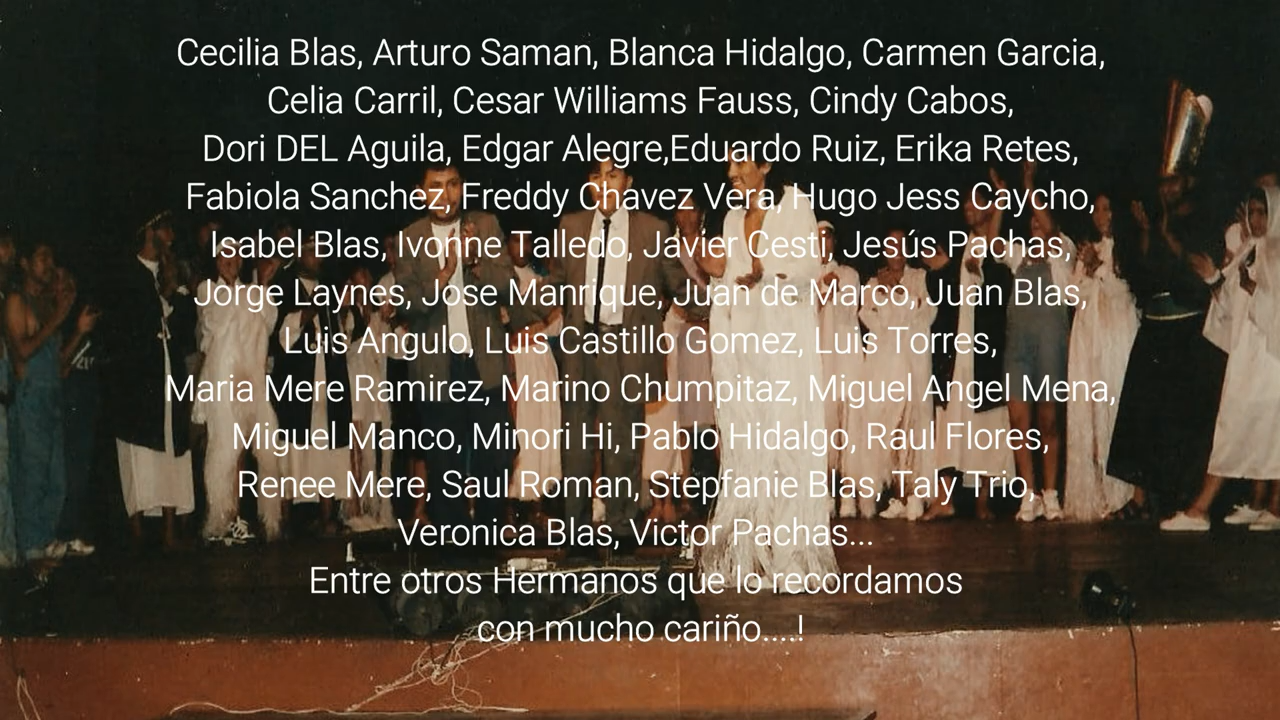 Cecilia Blas, Arturo Saman, Blanca Hidalgo, Carmen Garcia,
Celia Carril, Cesar Williams Fauss, Cindy Cabos,
Dori DEL Aguila, Edgar Alegre,Eduardo Ruiz, Erika Retes,
Fabiola Sanchez, Freddy Chavez Vera, Hugo Jess Caycho,
Isabel Blas, Ivonne Talledo, Javier Cesti, Jesús Pachas,
Jorge Laynes, Jose Manrique, Juan de Marco, Juan Blas,
Luis Angulo, Luis Castillo Gomez, Luis Torres,
Maria Mere Ramirez, Marino Chumpitaz, Miguel Angel Mena,
Miguel Manco, Minori Hi, Pablo Hidalgo, Raul Flores,
Renee Mere, Saul Roman, Stepfanie Blas, Taly Trio,
Veronica Blas, Victor Pachas...
Entre otros Hermanos que lo recordamos
con mucho cariño....!